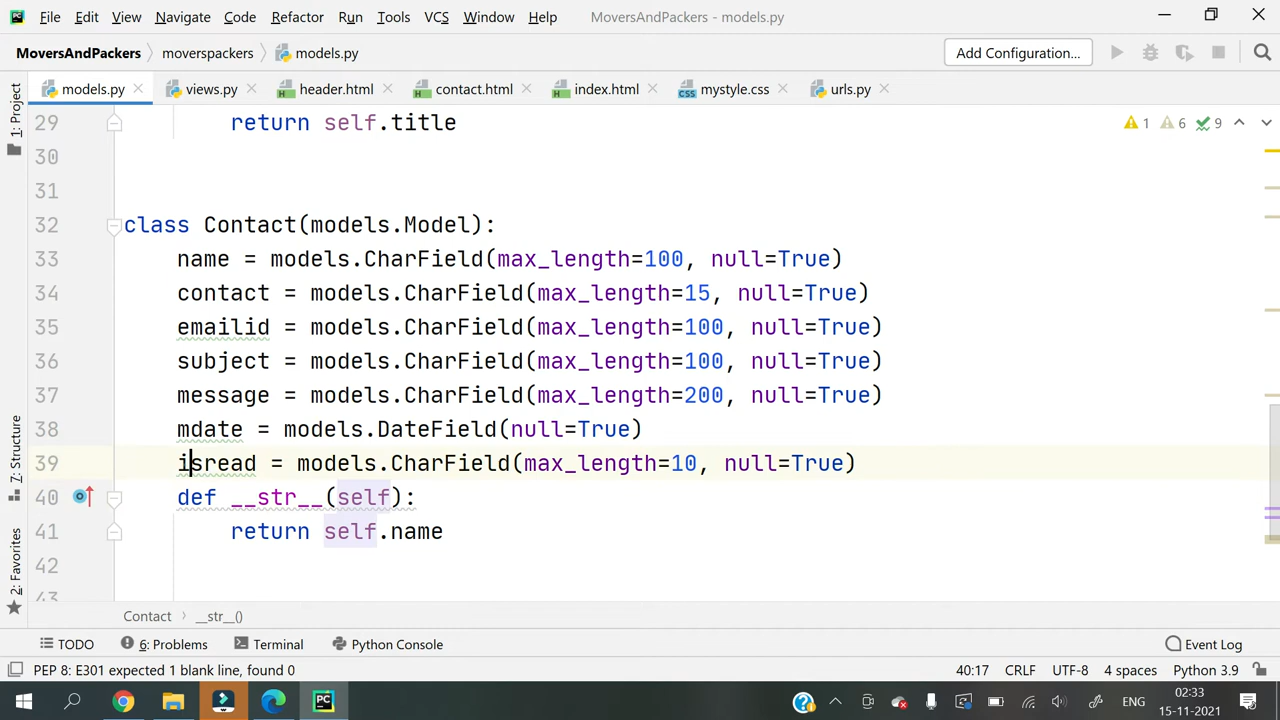 File Edit View Navigate Code Refactor Run Tools VCS Window Help MoversAndPackers - models.py
MoversAndPackers moverspackers models.py Add Configuration...
models.py views.py header.html contact.html index.html mystyle.css urls.py
29 return self.title 1 6 9
30
31
32 class Contact(models.Model):
33 name = models.CharField(max_length=100, null=True)
34 contact = models.CharField(max_length=15, null=True)
35 emailid = models.CharField(max_length=100, null=True)
36 subject = models.CharField(max_length=100, null=True)
37 message = models.CharField(max_length=200, null=True)
38 mdate = models.DateField(null=True)
39 isread = models.CharField(max_length=10, null=True)
40 def __str__(self):
41 return self.name
42
43
1: Project
7: Structure
2: Favorites
Contact __str__()
TODO 6: Problems Terminal Python Console Event Log
PEP 8: E301 expected 1 blank line, found 0 40:17 CRLF UTF-8 4 spaces Python 3.9
ENG 02:33
15-11-2021